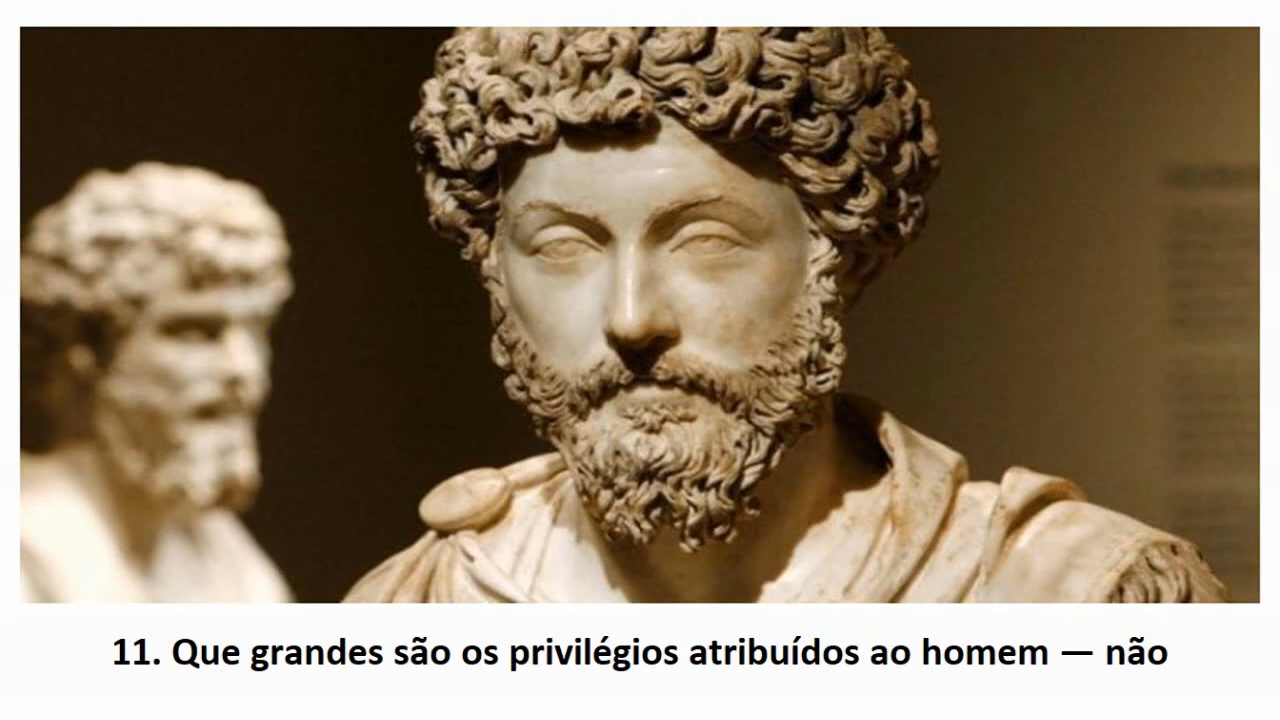 11. Que grandes são os privilégios atribuídos ao homem — não